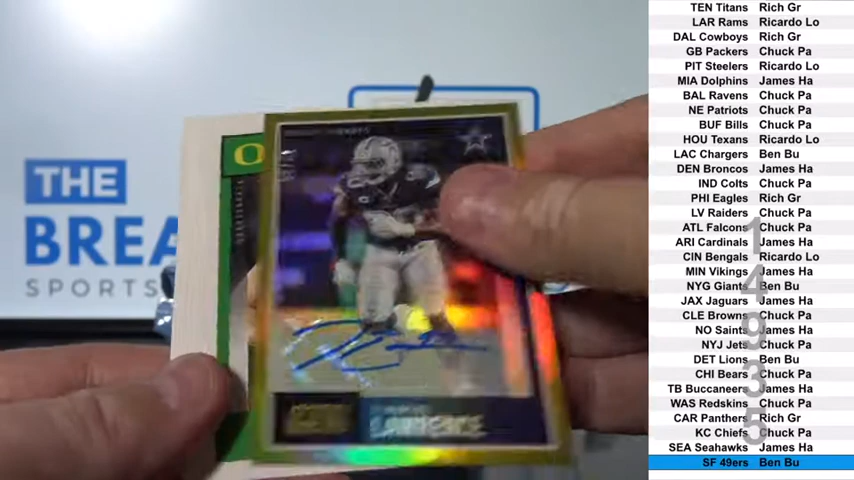 THE
BREA
SPORTS
O
LAWRENCE
TEN Titans Rich Gr
LAR Rams Ricardo Lo
DAL Cowboys Rich Gr
GB Packers Chuck Pa
PIT Steelers Ricardo Lo
MIA Dolphins James Ha
BAL Ravens Chuck Pa
NE Patriots Chuck Pa
BUF Bills Chuck Pa
HOU Texans Ricardo Lo
LAC Chargers Ben Bu
DEN Broncos James Ha
IND Colts Chuck Pa
PHI Eagles Rich Gr
LV Raiders Chuck Pa
ATL Falcons Chuck Pa
ARI Cardinals James Ha
CIN Bengals Ricardo Lo
MIN Vikings James Ha
NYG Giants Ben Bu
JAX Jaguars James Ha
CLE Browns Chuck Pa
NO Saints James Ha
NYJ Jets Chuck Pa
DET Lions Ben Bu
CHI Bears Chuck Pa
TB Buccaneers James Ha
WAS Redskins Chuck Pa
CAR Panthers Rich Gr
KC Chiefs Chuck Pa
SEA Seahawks James Ha
SF 49ers Ben Bu
1
4
9
3
5